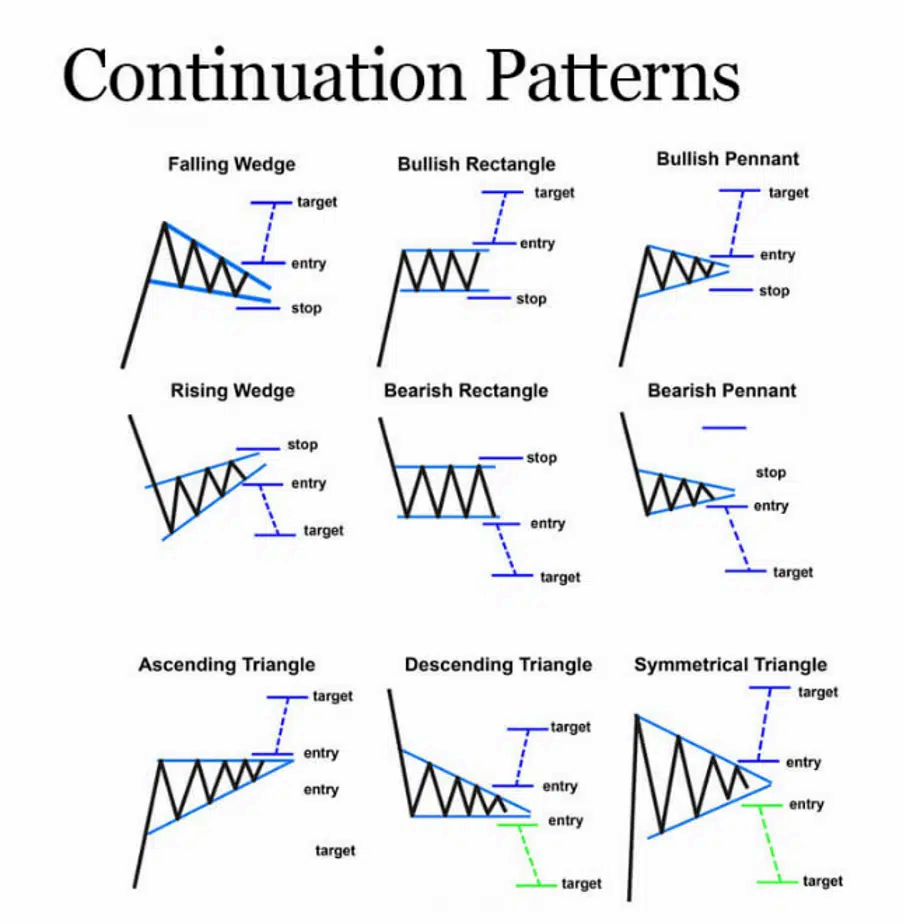 Continuation Patterns
Falling Wedge
target
entry
stop
Bullish Rectangle
target
entry
stop
Bullish Pennant
target
entry
stop
Rising Wedge
stop
entry
target
Bearish Rectangle
stop
entry
target
Bearish Pennant
stop
entry
target
Ascending Triangle
target
entry
entry
target
Descending Triangle
target
entry
entry
target
Symmetrical Triangle
target
entry
entry
target